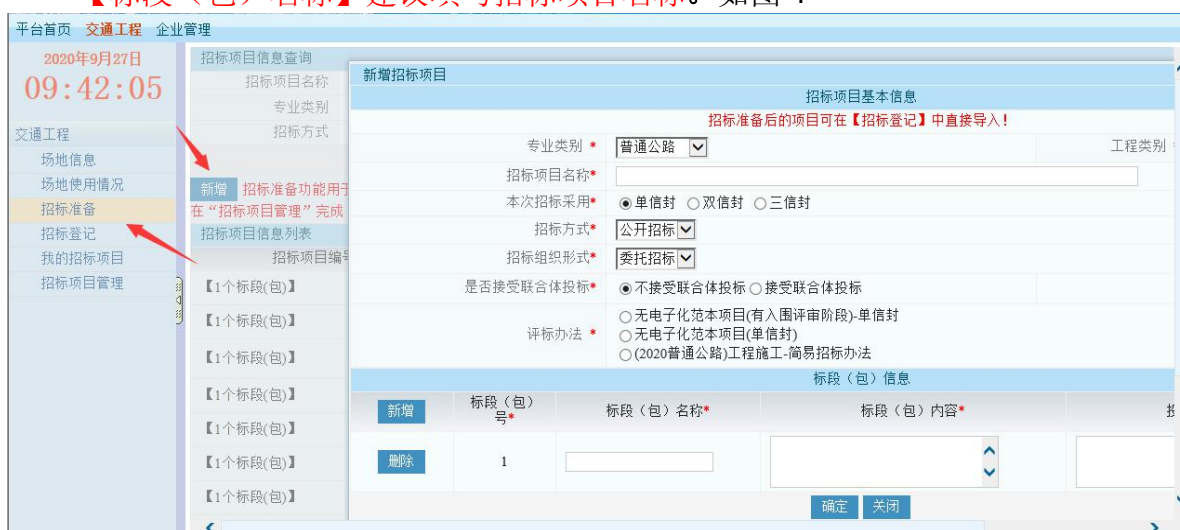 【标段（包）名称】建议填写招标项目名称。如图：
平台首页 交通工程 企业管理
2020年9月27日
09:42:05
交通工程
场地信息
场地使用情况
招标准备
招标登记
我的招标项目
招标项目管理
招标项目信息查询
招标项目名称
专业类别
招标方式
新增 招标准备功能用于
在“招标项目管理”完成
招标项目信息列表
招标项目编号
【1个标段(包)】
【1个标段(包)】
【1个标段(包)】
【1个标段(包)】
【1个标段(包)】
【1个标段(包)】
【1个标段(包)】
新增招标项目
招标项目基本信息
招标准备后的项目可在【招标登记】中直接导入！
专业类别 * 普通公路 工程类别 *
招标项目名称*
本次招标采用* 单信封 双信封 三信封
招标方式* 公开招标
招标组织形式* 委托招标
是否接受联合体投标* 不接受联合体投标 接受联合体投标
评标办法 * 无电子化范本项目(有入围评审阶段)-单信封
无电子化范本项目(单信封)
(2020普通公路)工程施工-简易招标办法
标段（包）信息
新增 标段（包）号* 标段（包）名称* 标段（包）内容*
删除 1
确定 关闭